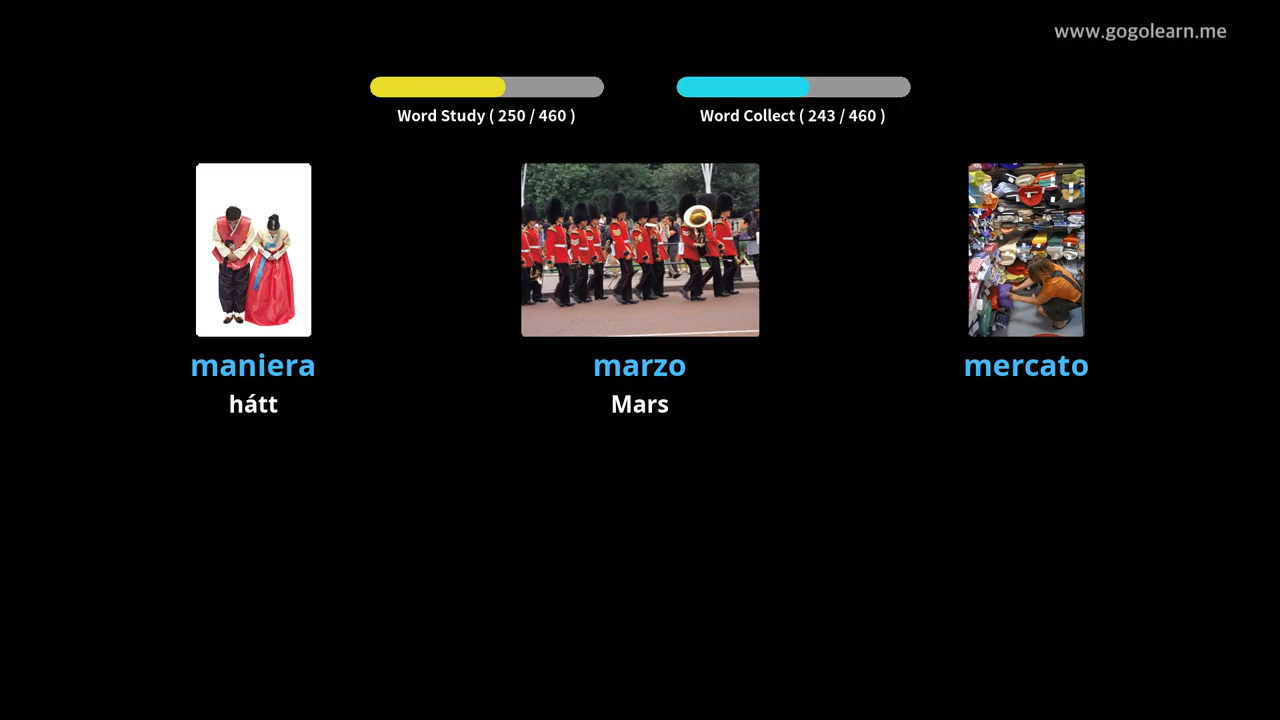 www.gogolearn.me
Word Study ( 250 / 460 )
Word Collect ( 243 / 460 )
maniera
hátt
marzo
Mars
mercato